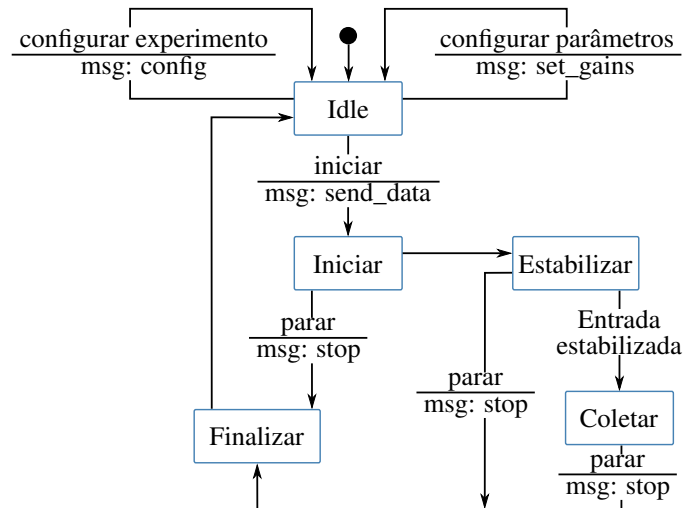 configurar experimento
msg: config
configurar parâmetros
msg: set_gains
Idle
iniciar
msg: send_data
Iniciar
Estabilizar
parar
msg: stop
Entrada
estabilizada
parar
msg: stop
Finalizar
Coletar
parar
msg: stop